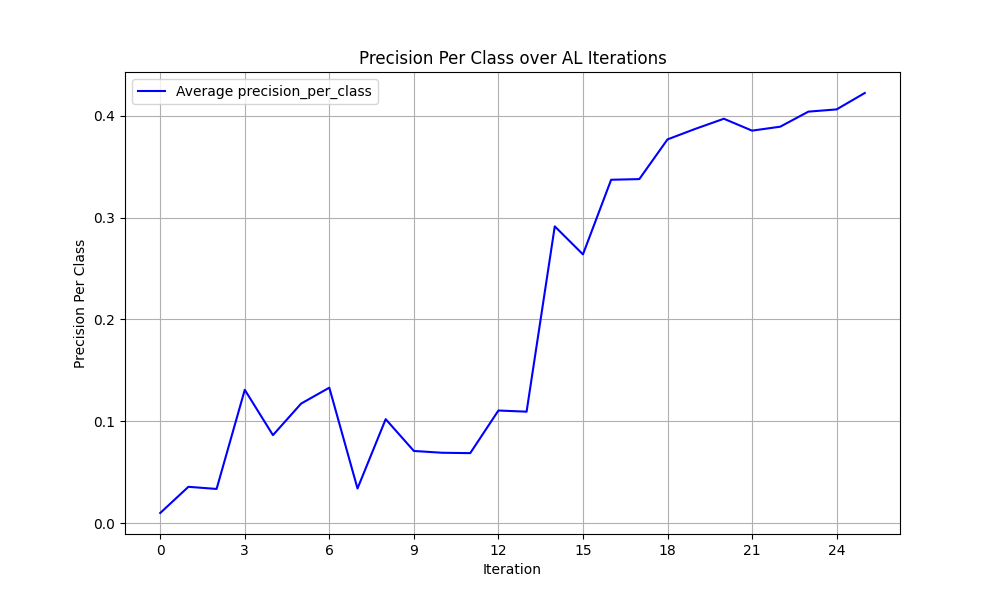 Precision Per Class over AL Iterations
Average precision_per_class
Precision Per Class
0.4
0.3
0.2
0.1
0.0
0 3 6 9 12 15 18 21 24
Iteration